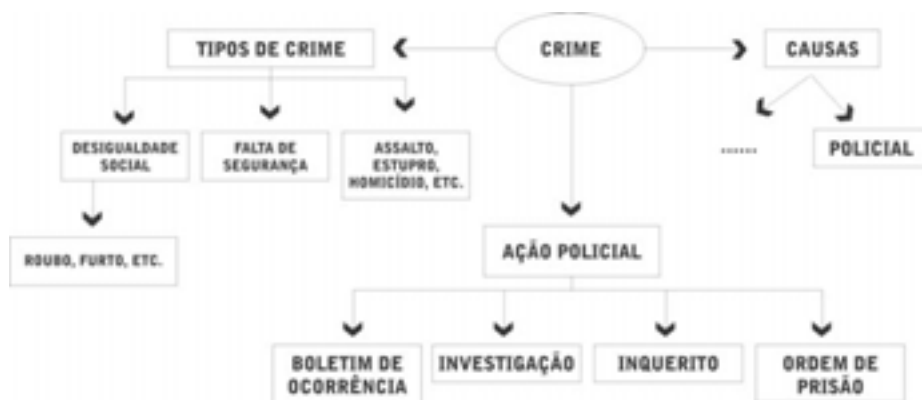 TIPOS DE CRIME
CRIME
CAUSAS
DESIGUALDADE
SOCIAL
FALTA DE
SEGURANÇA
ASSALTO,
ESTUPRO,
HOMICÍDIO, ETC.
......
POLICIAL
ROUBO, FURTO, ETC.
AÇÃO POLICIAL
BOLETIM DE
OCORRÊNCIA
INVESTIGAÇÃO
INQUERITO
ORDEM DE
PRISÃO